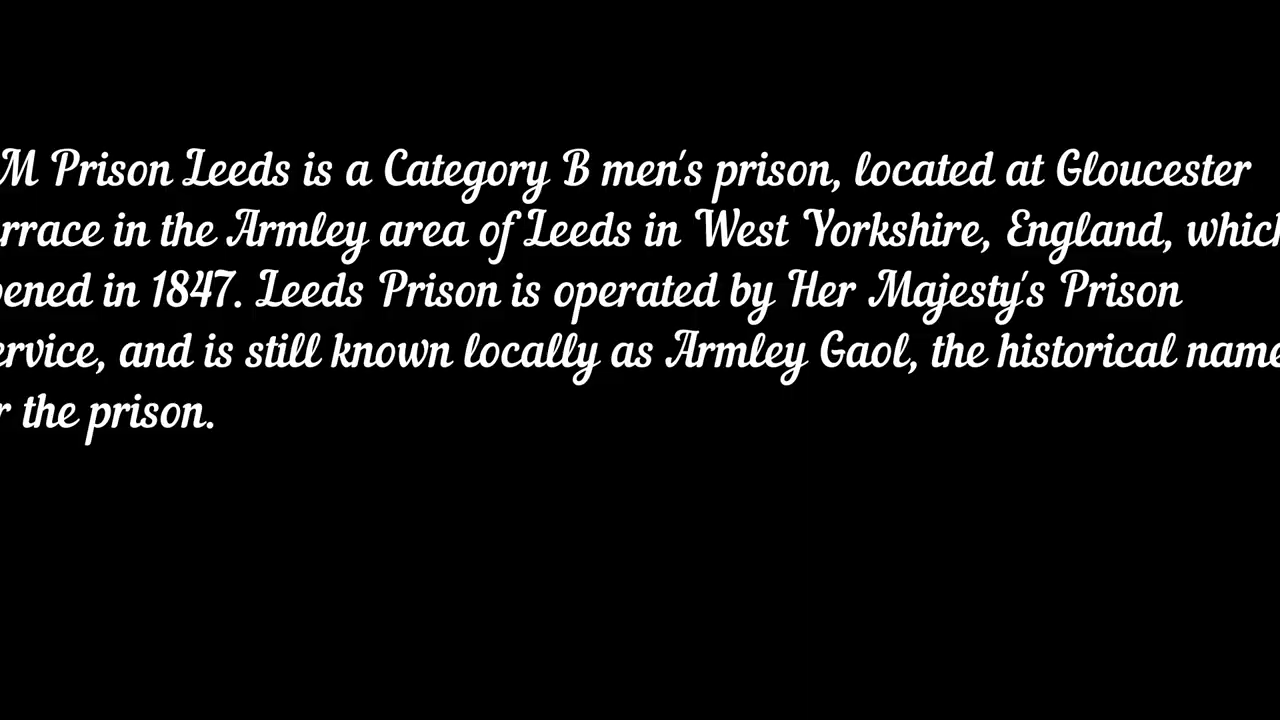 M Prison Leeds is a Category B men's prison, located at Gloucester
rrace in the Armley area of Leeds in West Yorkshire, England, which
ened in 1847. Leeds Prison is operated by Her Majesty's Prison
ervice, and is still known locally as Armley Gaol, the historical name
r the prison.